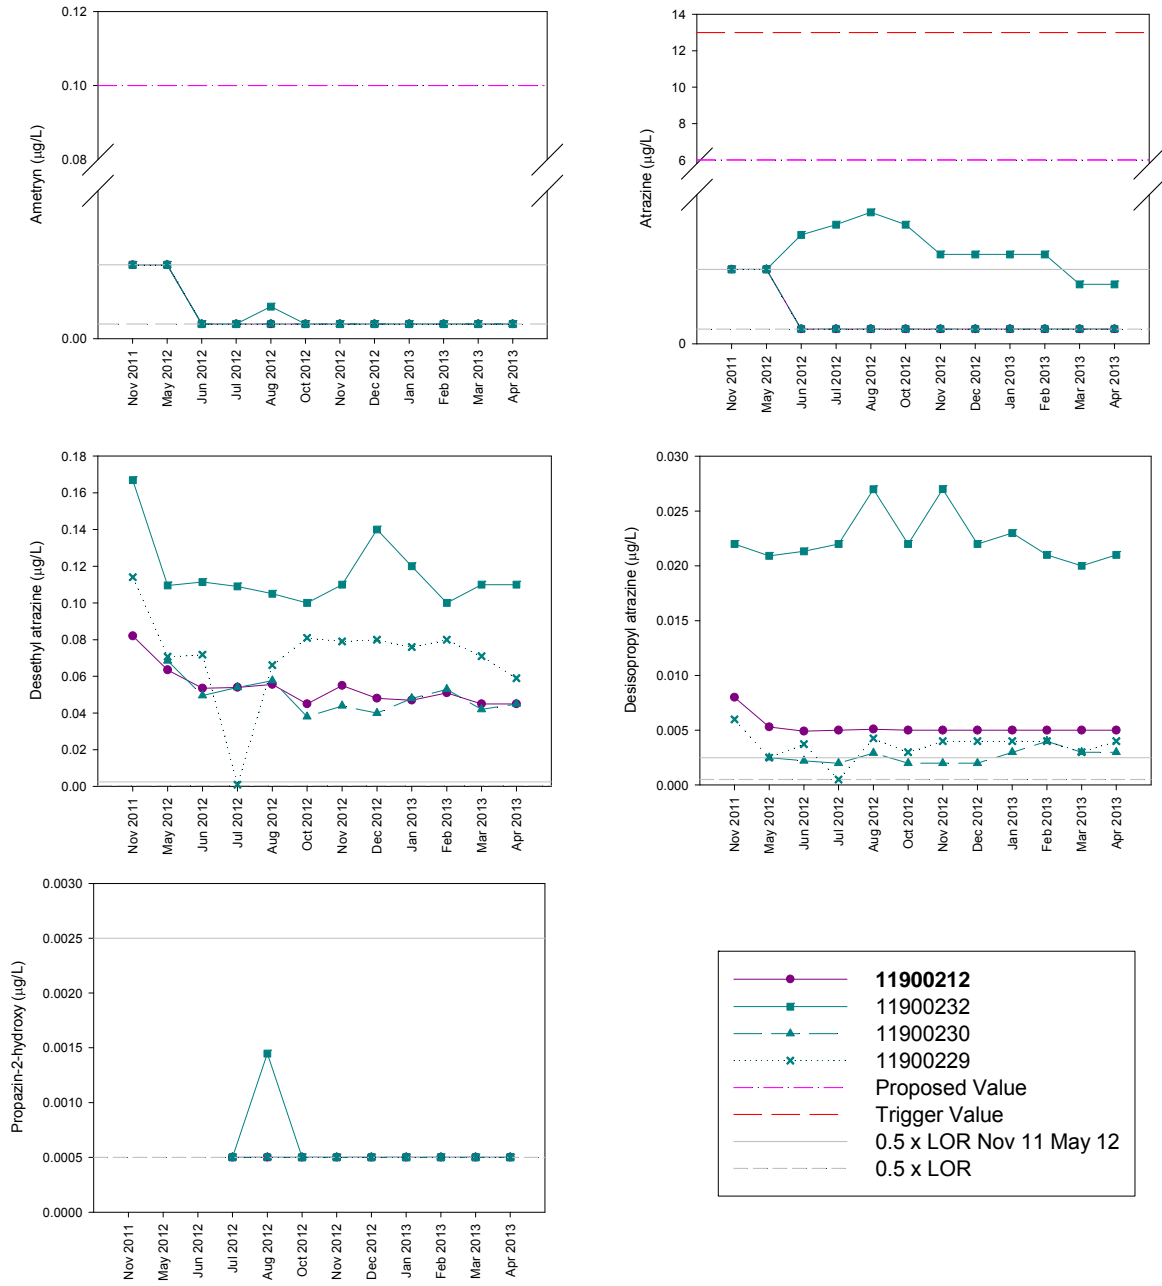 0.12
0.10
0.08
0.00
Ametryn (µg/L)
Nov 2011
May 2012
Jun 2012
Jul 2012
Aug 2012
Oct 2012
Nov 2012
Dec 2012
Jan 2013
Feb 2013
Mar 2013
Apr 2013
14
12
10
8
6
0
Atrazine (µg/L)
Nov 2011
May 2012
Jun 2012
Jul 2012
Aug 2012
Oct 2012
Nov 2012
Dec 2012
Jan 2013
Feb 2013
Mar 2013
Apr 2013
0.18
0.16
0.14
0.12
0.10
0.08
0.06
0.04
0.02
0.00
Desethyl atrazine (µg/L)
Nov 2011
May 2012
Jun 2012
Jul 2012
Aug 2012
Oct 2012
Nov 2012
Dec 2012
Jan 2013
Feb 2013
Mar 2013
Apr 2013
0.030
0.025
0.020
0.015
0.010
0.005
0.000
Desisopropyl atrazine (µg/L)
Nov 2011
May 2012
Jun 2012
Jul 2012
Aug 2012
Oct 2012
Nov 2012
Dec 2012
Jan 2013
Feb 2013
Mar 2013
Apr 2013
0.0030
0.0025
0.0020
0.0015
0.0010
0.0005
0.0000
Propazin-2-hydroxy (µg/L)
Nov 2011
May 2012
Jun 2012
Jul 2012
Aug 2012
Oct 2012
Nov 2012
Dec 2012
Jan 2013
Feb 2013
Mar 2013
Apr 2013
11900212
11900232
11900230
11900229
Proposed Value
Trigger Value
0.5 x LOR Nov 11 May 12
0.5 x LOR